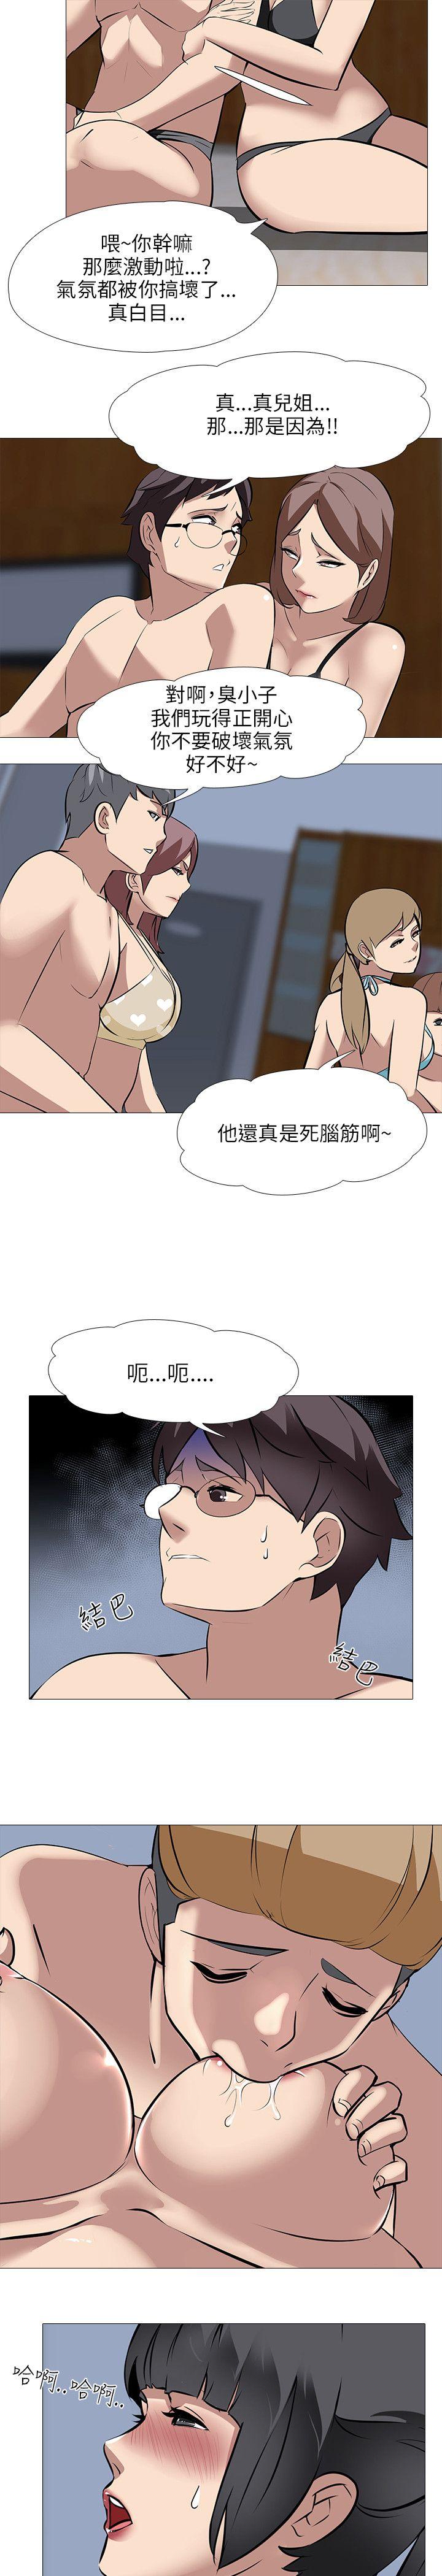 喂~你幹嘛
那麼激動啦...?
氣氛都被你搞壞了...
真白目...
真...真兒姐...
那...那是因為!!
對啊,臭小子
我們玩得正開心
你不要破壞氣氛
好不好~
他還真是死腦筋啊~
呃...呃....
結巴
結巴
哈啊..哈啊..